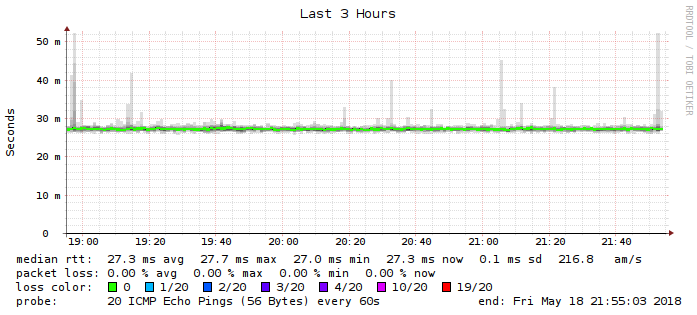 Last 3 Hours
RRDTOOL / TOBI OETIKER
Seconds
50 m
40 m
30 m
20 m
10 m
0
19:00 19:20 19:40 20:00 20:20 20:40 21:00 21:20 21:40
median rtt: 27.3 ms avg 27.7 ms max 27.0 ms min 27.3 ms now 0.1 ms sd 216.8 am/s
packet loss: 0.00 % avg 0.00 % max 0.00 % min 0.00 % now
loss color: 0 1/20 2/20 3/20 4/20 10/20 19/20
probe: 20 ICMP Echo Pings (56 Bytes) every 60s end: Fri May 18 21:55:03 2018